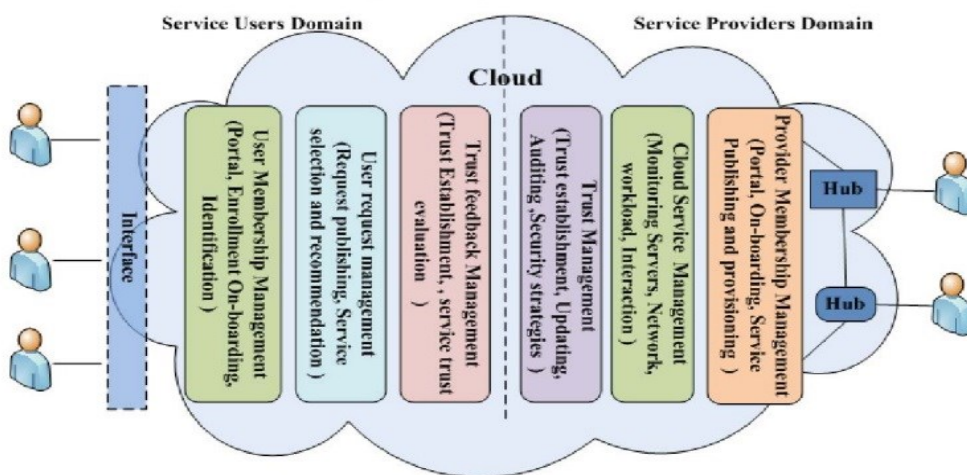 Service Users Domain
Service Providers Domain
Cloud
Interface
User Membership Management
(Portal, Enrollment On-boarding,
Identification )
User request management
(Request publishing, Service
selection and recommendation
)
Trust feedback Management
(Trust Establishment, , service trust
evaluation )
Trust Management
(Trust establishment, Updating,
Auditing ,Security strategies
)
Cloud Service Management
(Monitoring Servers, Network,
workload, Interaction
)
Provider Membership Management
(Portal, On-boarding, Service
Publishing and provisioning
)
Hub
Hub